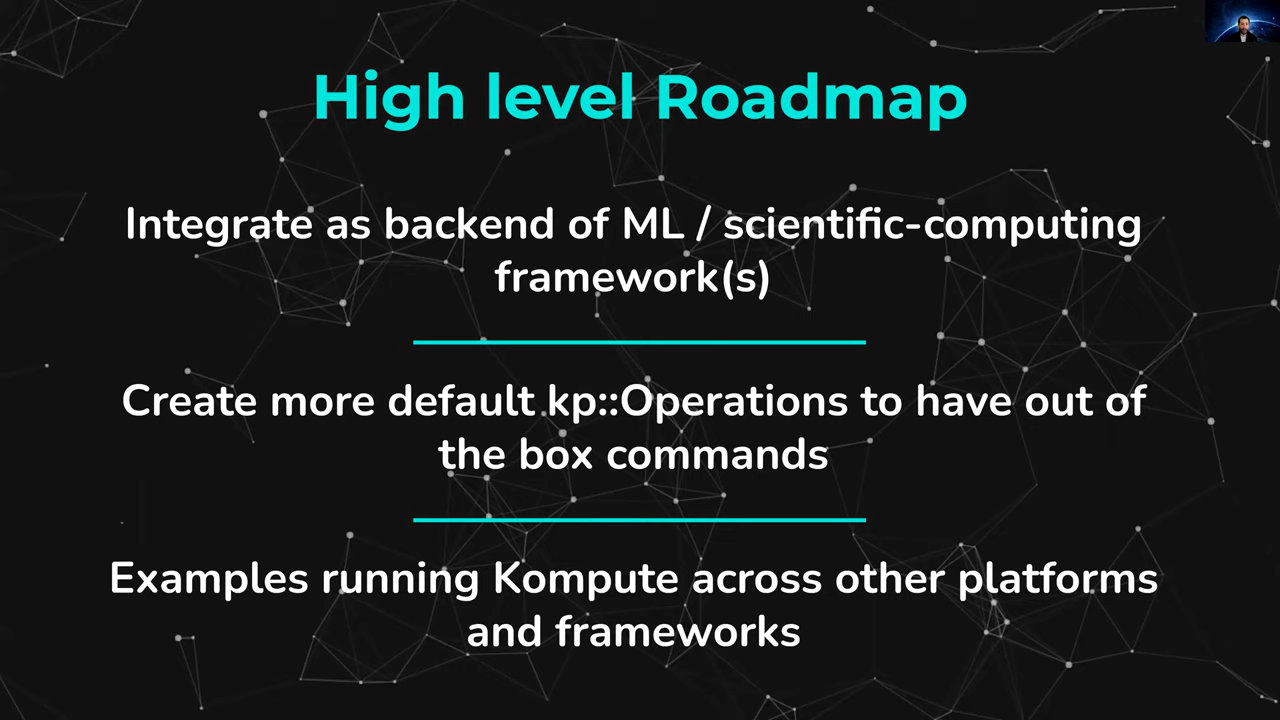 High level Roadmap
Integrate as backend of ML / scientific-computing
framework(s)
Create more default kp::Operations to have out of
the box commands
Examples running Kompute across other platforms
and frameworks